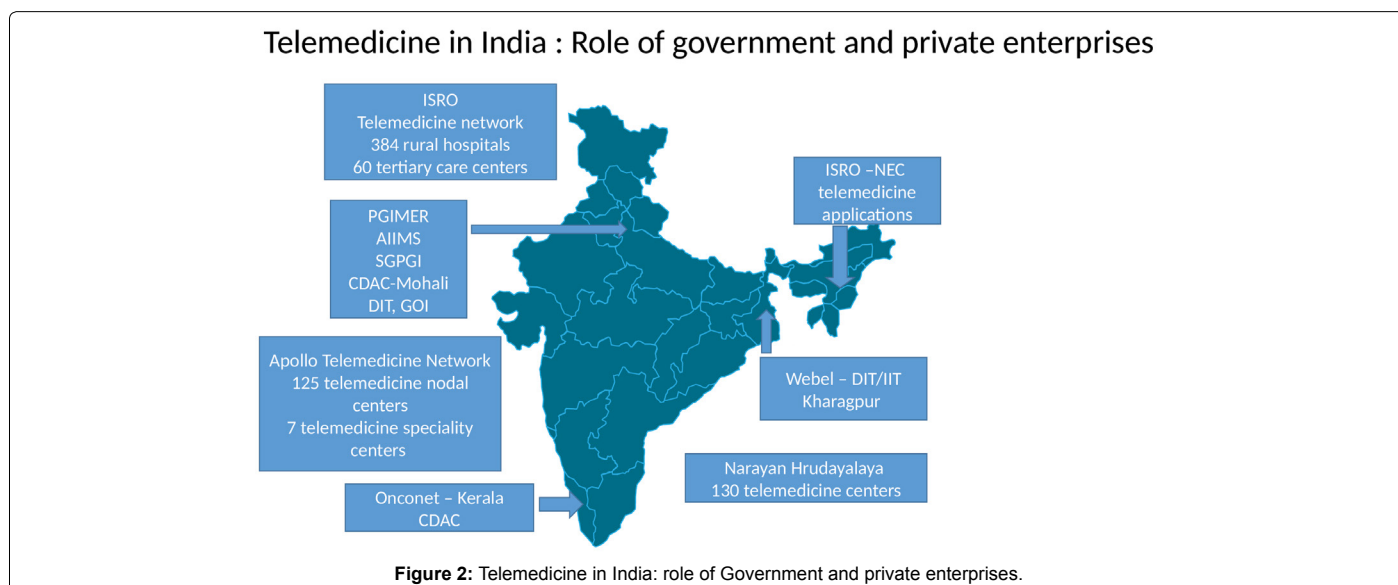 Telemedicine in India : Role of government and private enterprises
ISRO
Telemedicine network
384 rural hospitals
60 tertiary care centers
ISRO –NEC
telemedicine
applications
PGIMER
AIIMS
SGPGI
CDAC-Mohali
DIT, GOI
Apollo Telemedicine Network
125 telemedicine nodal
centers
7 telemedicine speciality
centers
Webel – DIT/IIT
Kharagpur
Narayan Hrudayalaya
130 telemedicine centers
Onconet – Kerala
CDAC
Figure 2: Telemedicine in India: role of Government and private enterprises.